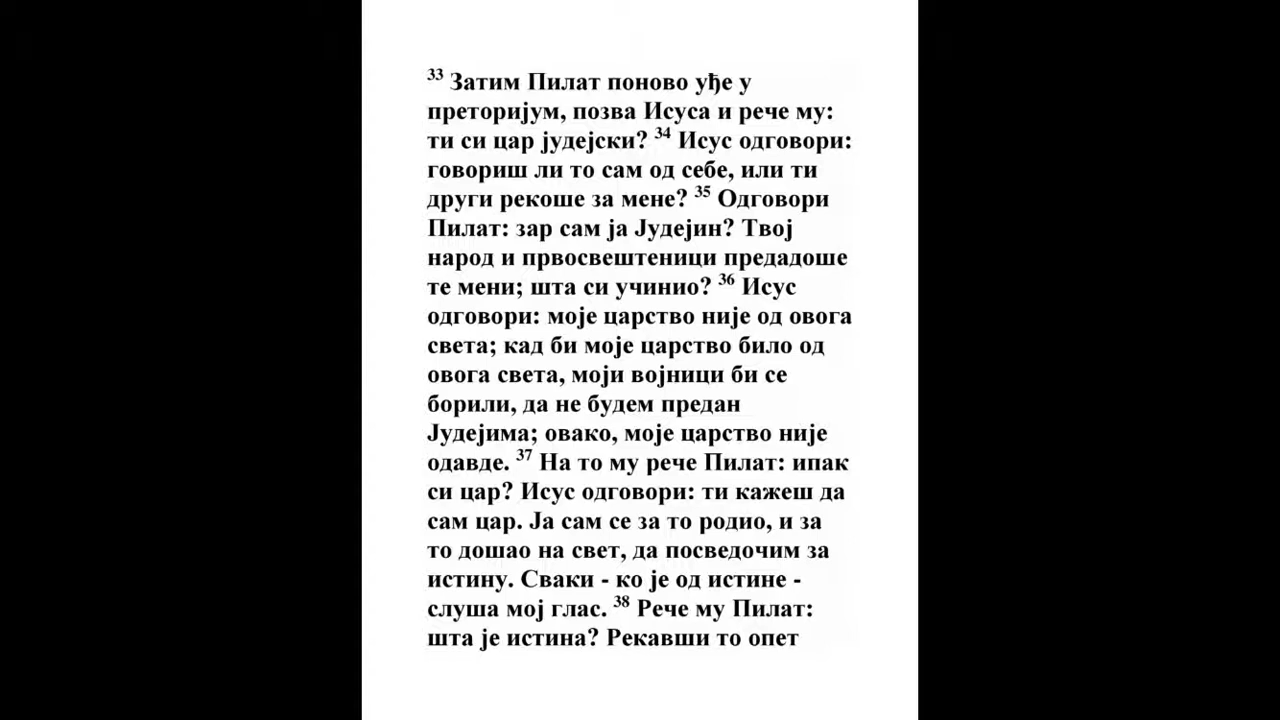 33 Затим Пилат поново уђе у
преторијум, позва Исуса и рече му:
ти си цар јудејски? 34 Исус одговори:
говориш ли то сам од себе, или ти
други рекоше за мене? 35 Одговори
Пилат: зар сам ја Јудејин? Твој
народ и првосвештеници предадоше
те мени; шта си учинио? 36 Исус
одговори: моје царство није од овога
света; кад би моје царство било од
овога света, моји војници би се
борили, да не будем предан
Јудејима; овако, моје царство није
одавде. 37 На то му рече Пилат: ипак
си цар? Исус одговори: ти кажеш да
сам цар. Ја сам се за то родио, и за
то дошао на свет, да посведочим за
истину. Сваки - ко је од истине -
слуша мој глас. 38 Рече му Пилат:
шта је истина? Рекавши то опет